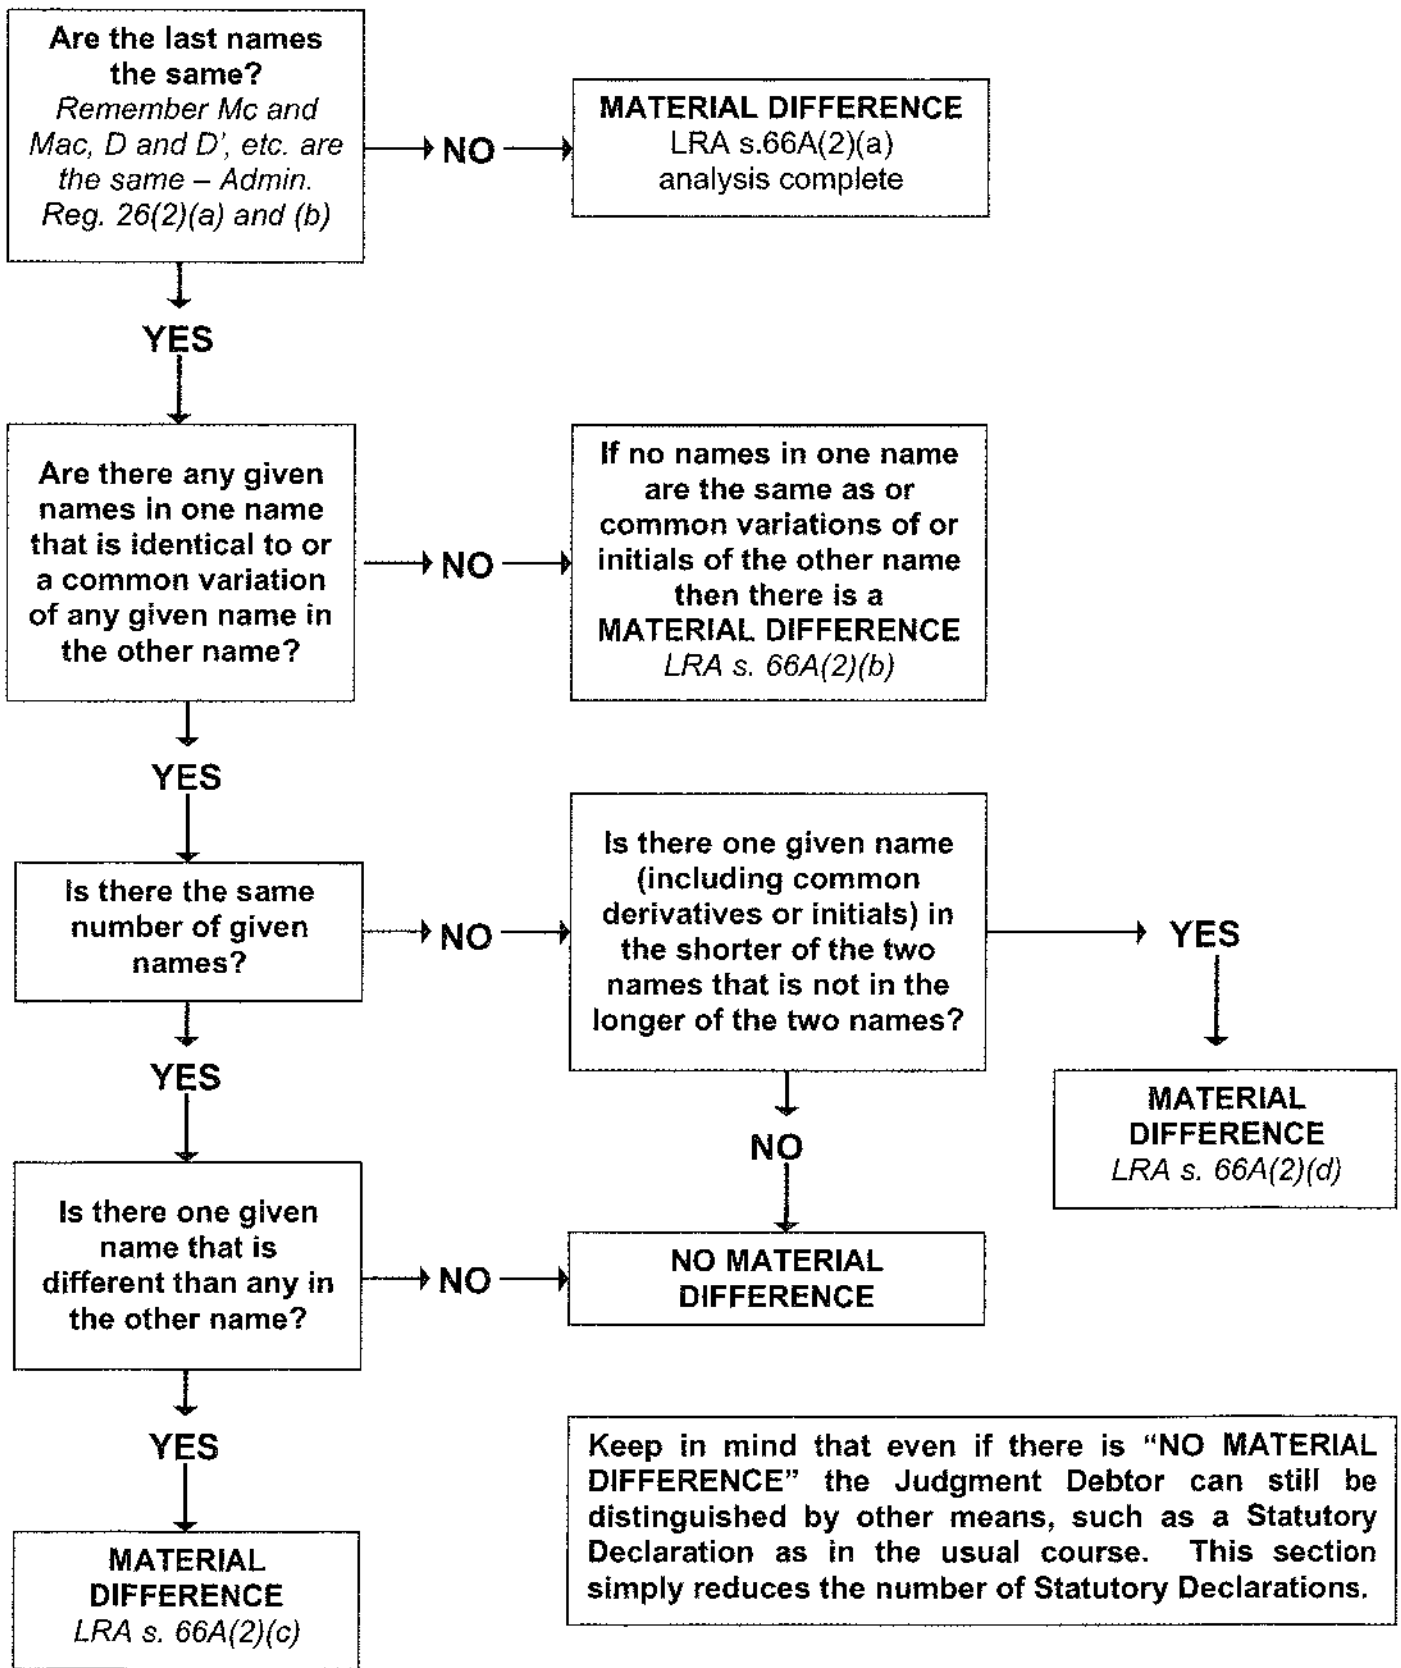 Are the last names
the same?
Remember Mc and
Mac, D and D', etc. are
the same – Admin.
Reg. 26(2)(a) and (b)
NO
MATERIAL DIFFERENCE
LRA s.66A(2)(a)
analysis complete
YES
Are there any given
names in one name
that is identical to or
a common variation
of any given name in
the other name?
NO
If no names in one name
are the same as or
common variations of or
initials of the other name
then there is a
MATERIAL DIFFERENCE
LRA s. 66A(2)(b)
YES
Is there the same
number of given
names?
NO
Is there one given name
(including common
derivatives or initials) in
the shorter of the two
names that is not in the
longer of the two names?
YES
MATERIAL
DIFFERENCE
LRA s. 66A(2)(d)
NO
YES
Is there one given
name that is
different than any in
the other name?
NO
NO MATERIAL
DIFFERENCE
YES
MATERIAL
DIFFERENCE
LRA s. 66A(2)(c)
Keep in mind that even if there is “NO MATERIAL
DIFFERENCE” the Judgment Debtor can still be
distinguished by other means, such as a Statutory
Declaration as in the usual course. This section
simply reduces the number of Statutory Declarations.